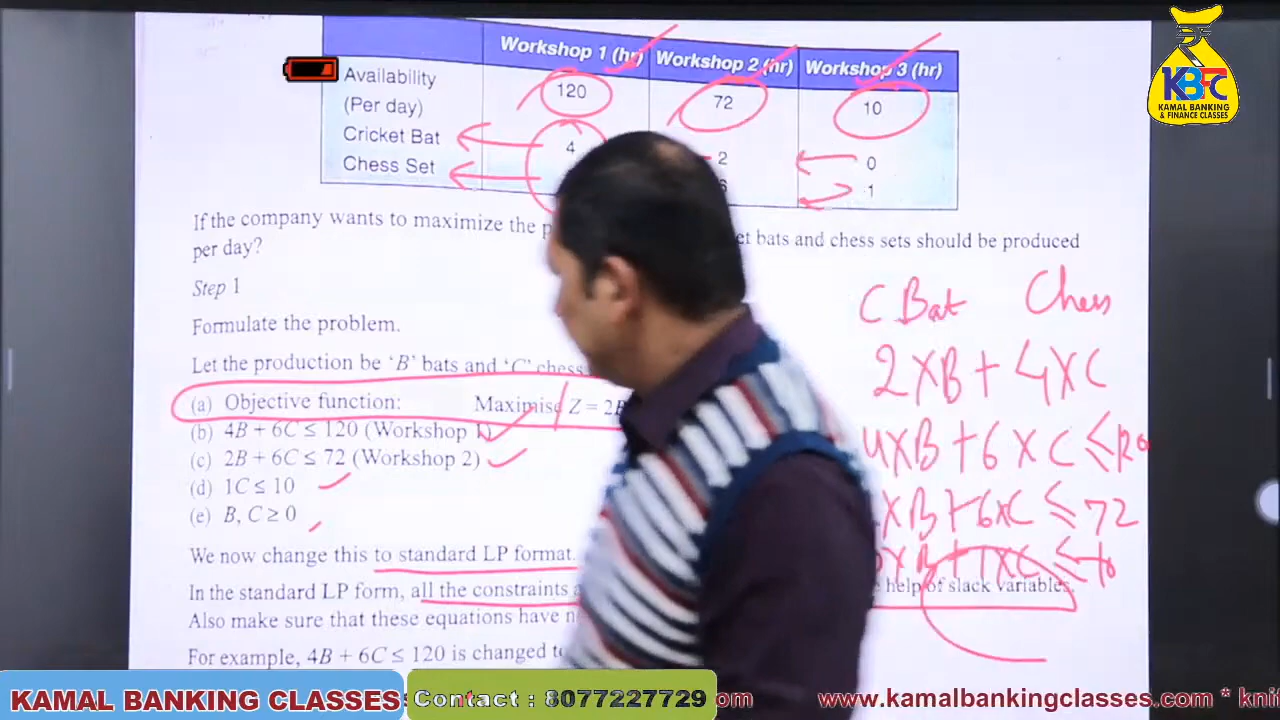 Workshop 1 (hr) Workshop 2 (hr) Workshop 3 (hr)
Availability
(Per day) 120 72 10
Cricket Bat 4 2 0
Chess Set 6 1
If the company wants to maximize the bats and chess sets should be produced
per day?
Step 1
Formulate the problem.
Let the production be ‘B’ bats and ‘C’ chess
(a) Objective function: Maximise Z = 2B
(b) 4B + 6C ≤ 120 (Workshop 1)
(c) 2B + 6C ≤ 72 (Workshop 2)
(d) 1C ≤ 10
(e) B, C ≥ 0
We now change this to standard LP format.
In the standard LP form, all the constraints help of slack variables.
Also make sure that these equations have
For example, 4B + 6C ≤ 120 is changed to
C Bat Chess
2×B + 4×C
4×B + 6×C ≤
×B + 6×C ≤ 72
×B + 1×C ≤ 10
KBFC
KAMAL BANKING
& FINANCE CLASSES
KAMAL BANKING CLASSES
Contact : 8077227729
om www.kamalbankingclasses.com * kni